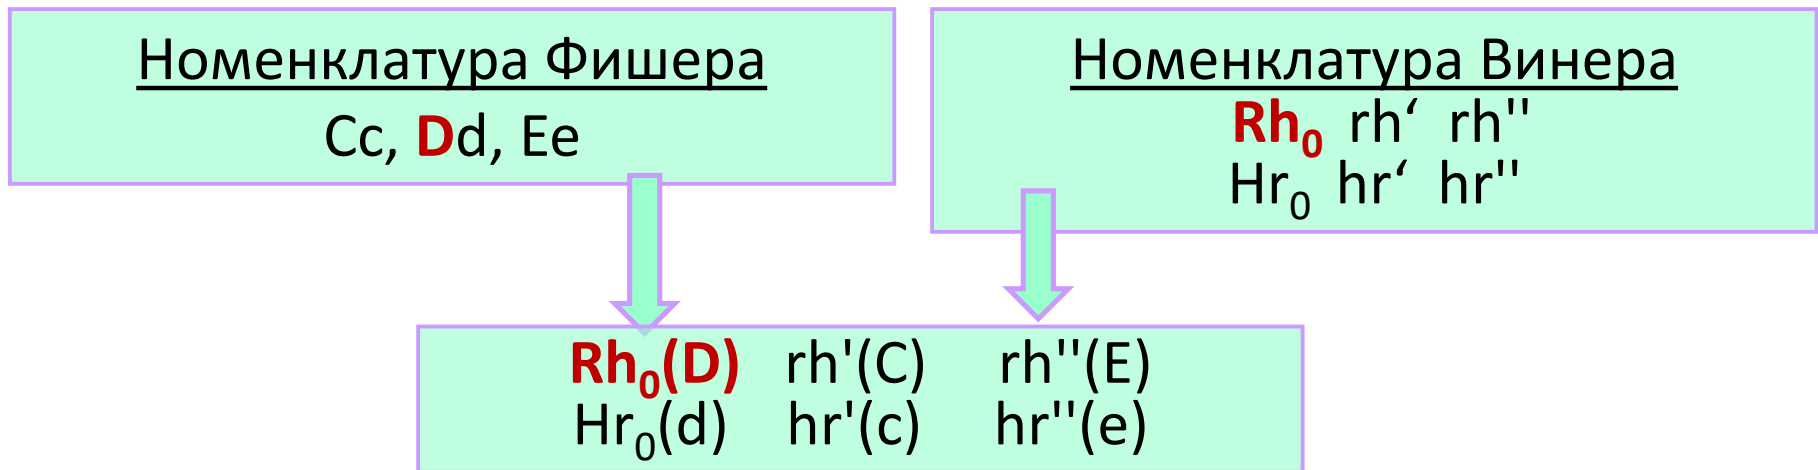 Номенклатура Фишера
Cc, Dd, Ee
Номенклатура Винера
Rh₀ rh‘ rh''
Hr₀ hr‘ hr''
Rh₀(D) rh'(C) rh''(E)
Hr₀(d) hr'(c) hr''(e)